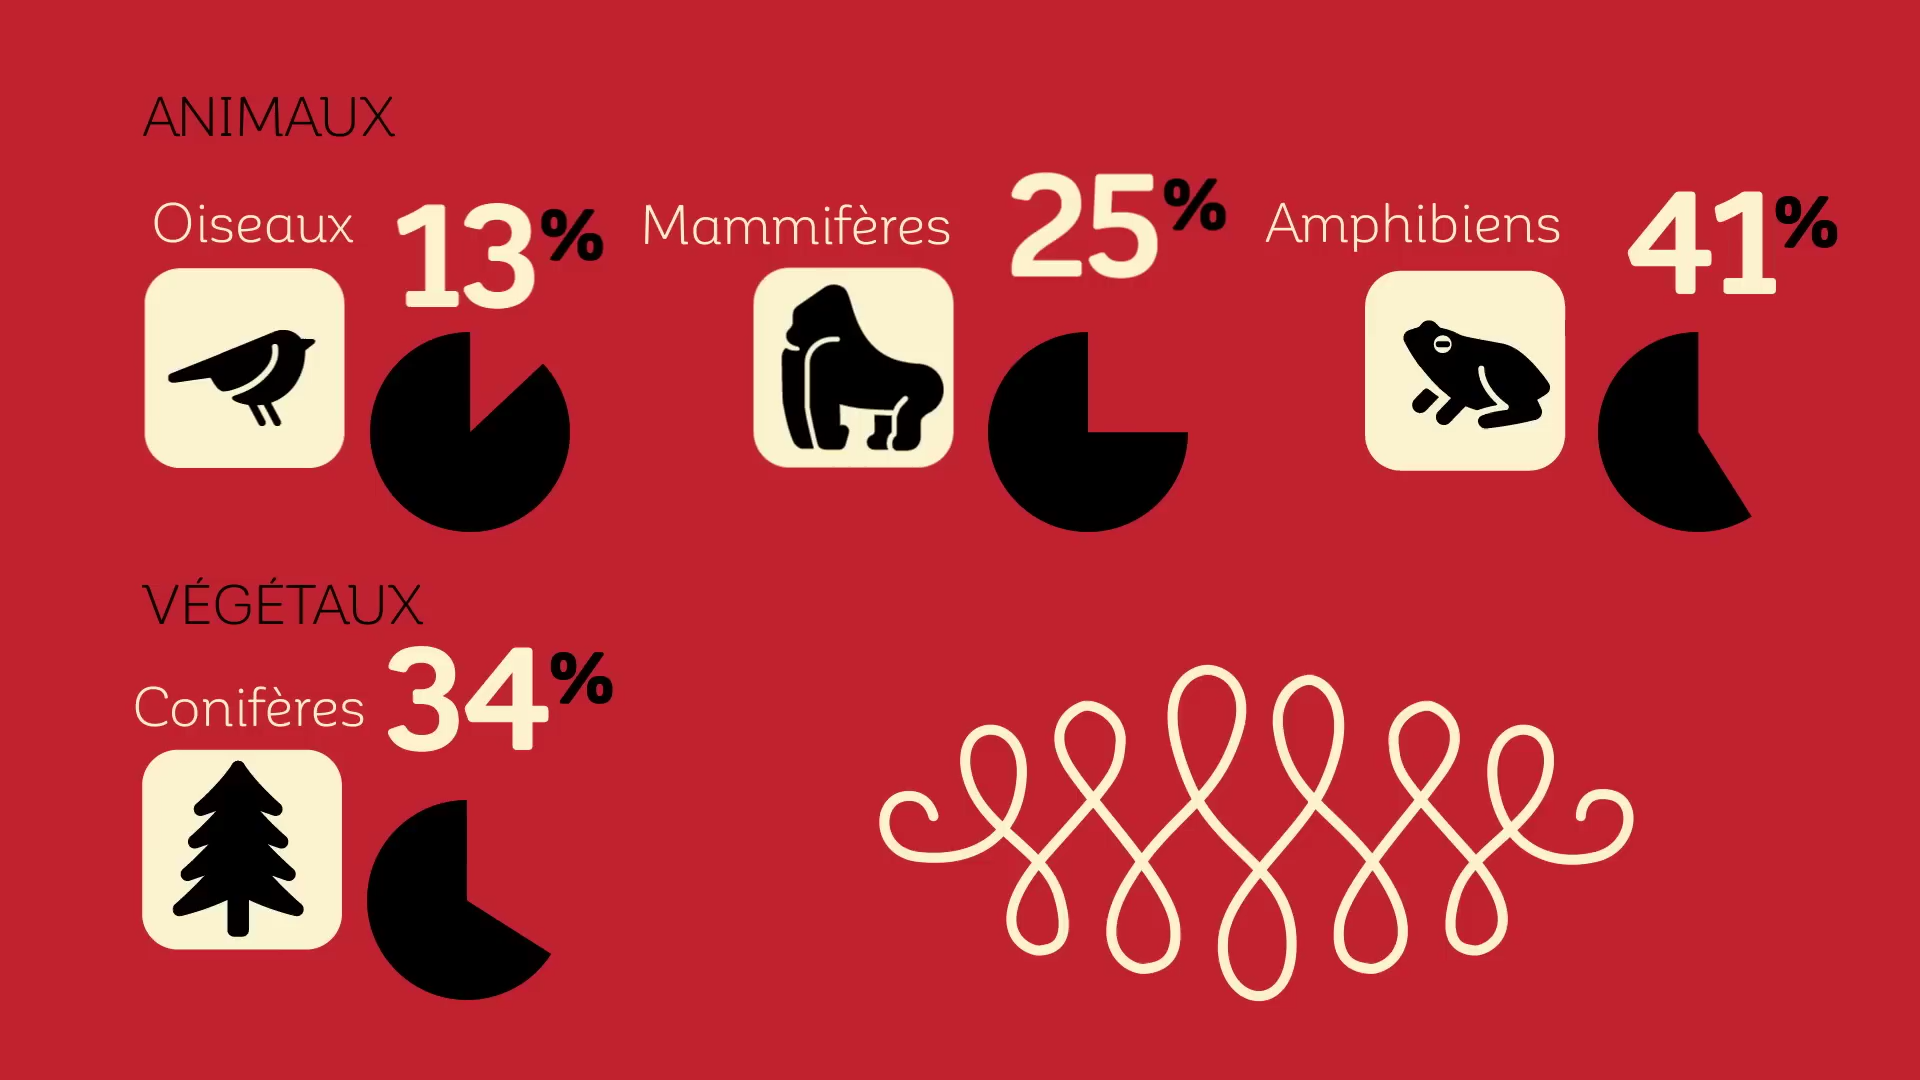 ANIMAUX
Oiseaux 13%
Mammifères 25%
Amphibiens 41%
VÉGÉTAUX
Conifères 34%